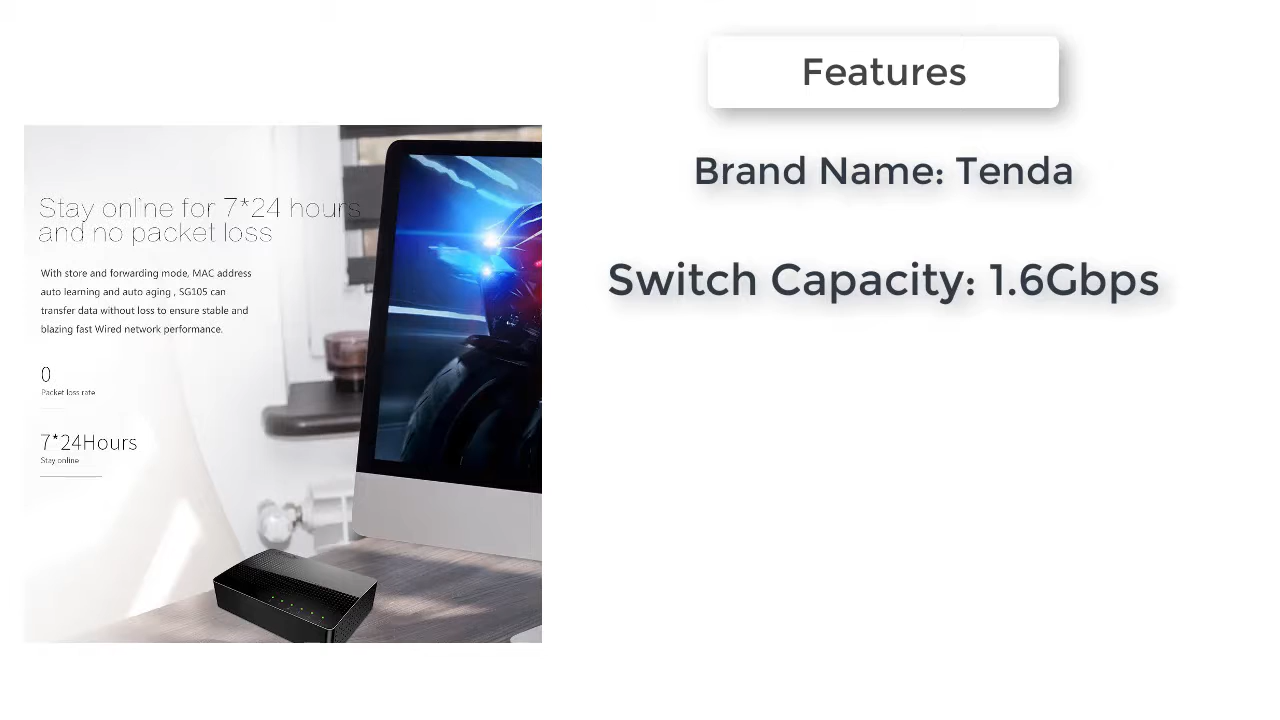 Features
Brand Name: Tenda
Switch Capacity: 1.6Gbps
Stay online for 7*24 hours
and no packet loss
With store and forwarding mode, MAC address
auto learning and auto aging , SG105 can
transfer data without loss to ensure stable and
blazing fast Wired network performance.
0
Packet loss rate
7*24Hours
Stay online